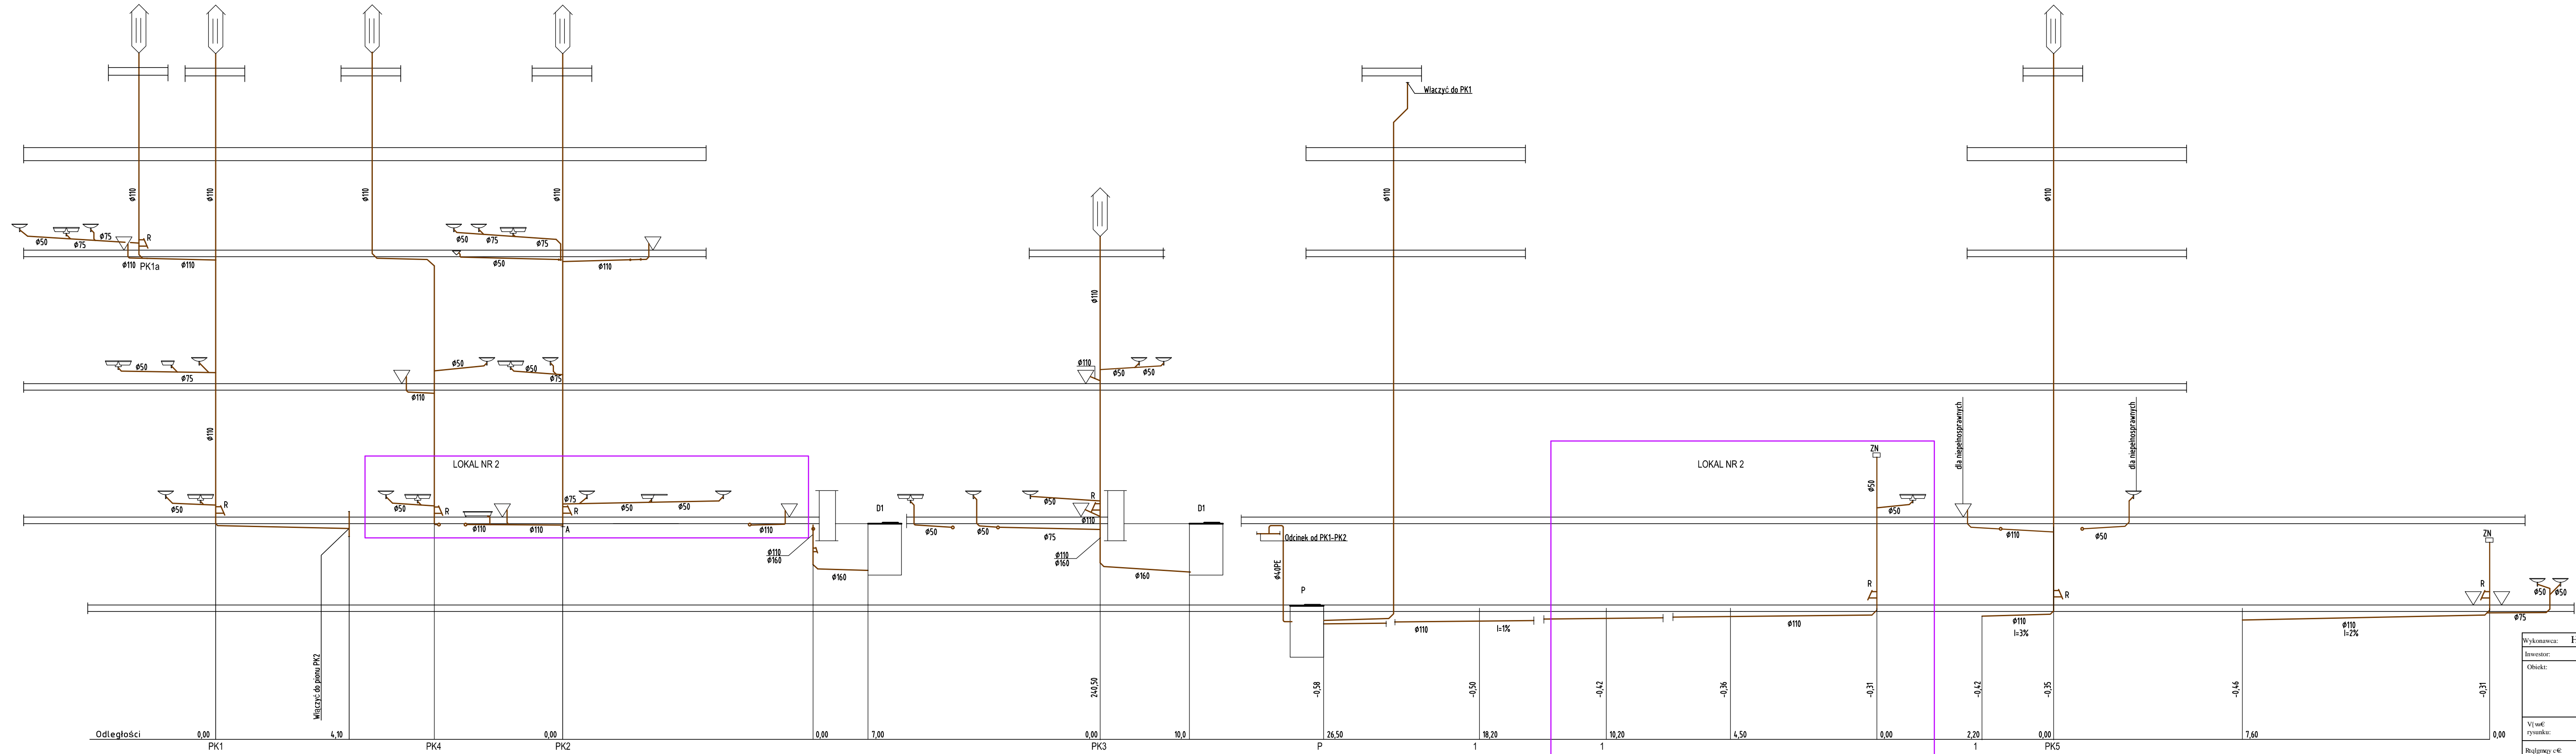 Właczyć do PK1
ø110
ø110
ø110
ø110
ø110
ø110
ø50
ø75
ø75
R
ø110
PK1a
ø110
ø50
ø75
ø75
ø50
ø110
ø110
ø50
ø75
ø110
ø50
ø50
ø75
ø110
ø50
ø50
ø110
dla niepełnosprawnych
dla niepełnosprawnych
LOKAL NR 2
LOKAL NR 2
ZN
ø50
ø50
R
ø50
R
ø110
ø110
ø75
R
A
ø50
ø50
ø110
ø110
ø160
ø160
D1
ø50
ø50
ø50
R
ø110
ø75
ø110
ø160
ø160
D1
Odcinek od PK1-PK2
ø40PE
P
ø110
I=1%
ø50
R
ø110
ø110
ø50
R
ø110
I=3%
ZN
R
ø50
ø50
ø75
ø110
I=2%
Włączyć do pionu PK2
240,50
-0,58
-0,50
-0,42
-0,36
-0,31
-0,42
-0,35
-0,46
-0,31
Odległości
0,00
4,10
0,00
0,00
7,00
0,00
10,0
26,50
18,20
10,20
4,50
0,00
2,20
0,00
7,60
0,00
PK1
PK4
PK2
PK3
P
1
1
1
PK5
Wykonawca: H
Inwestor:
Obiekt:
rysunku: